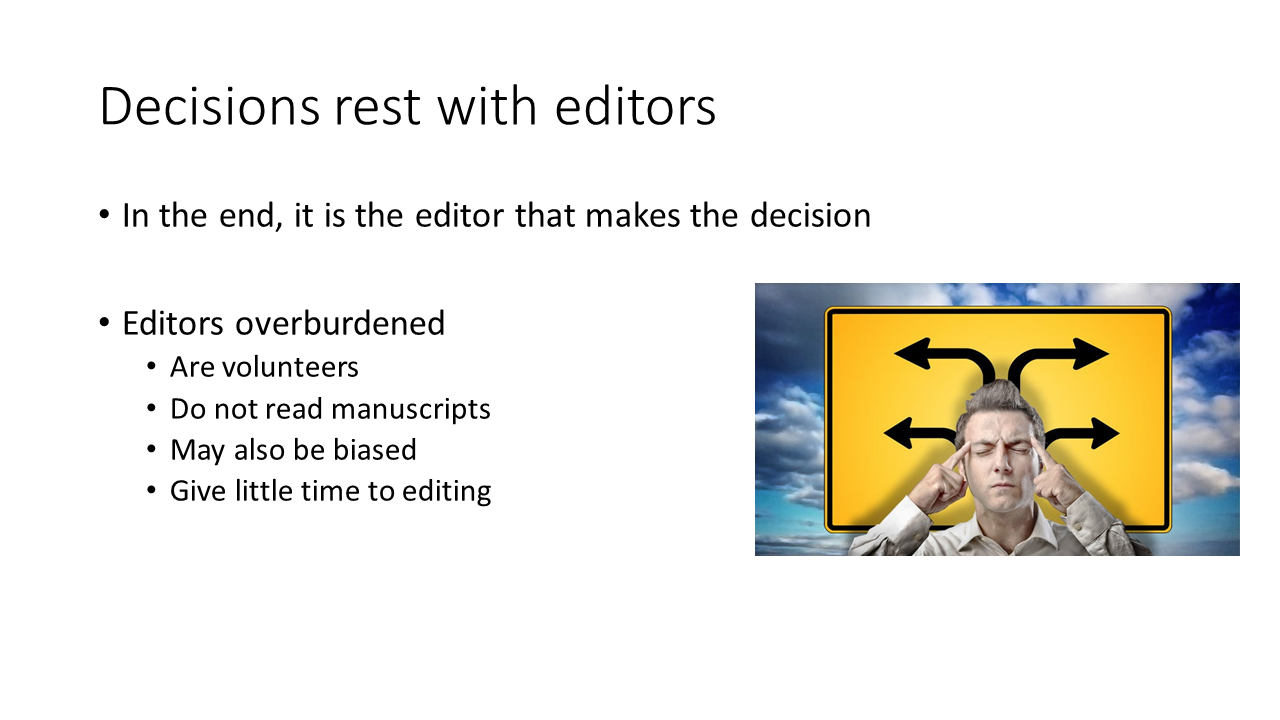 Decisions rest with editors
• In the end, it is the editor that makes the decision
• Editors overburdened
• Are volunteers
• Do not read manuscripts
• May also be biased
• Give little time to editing